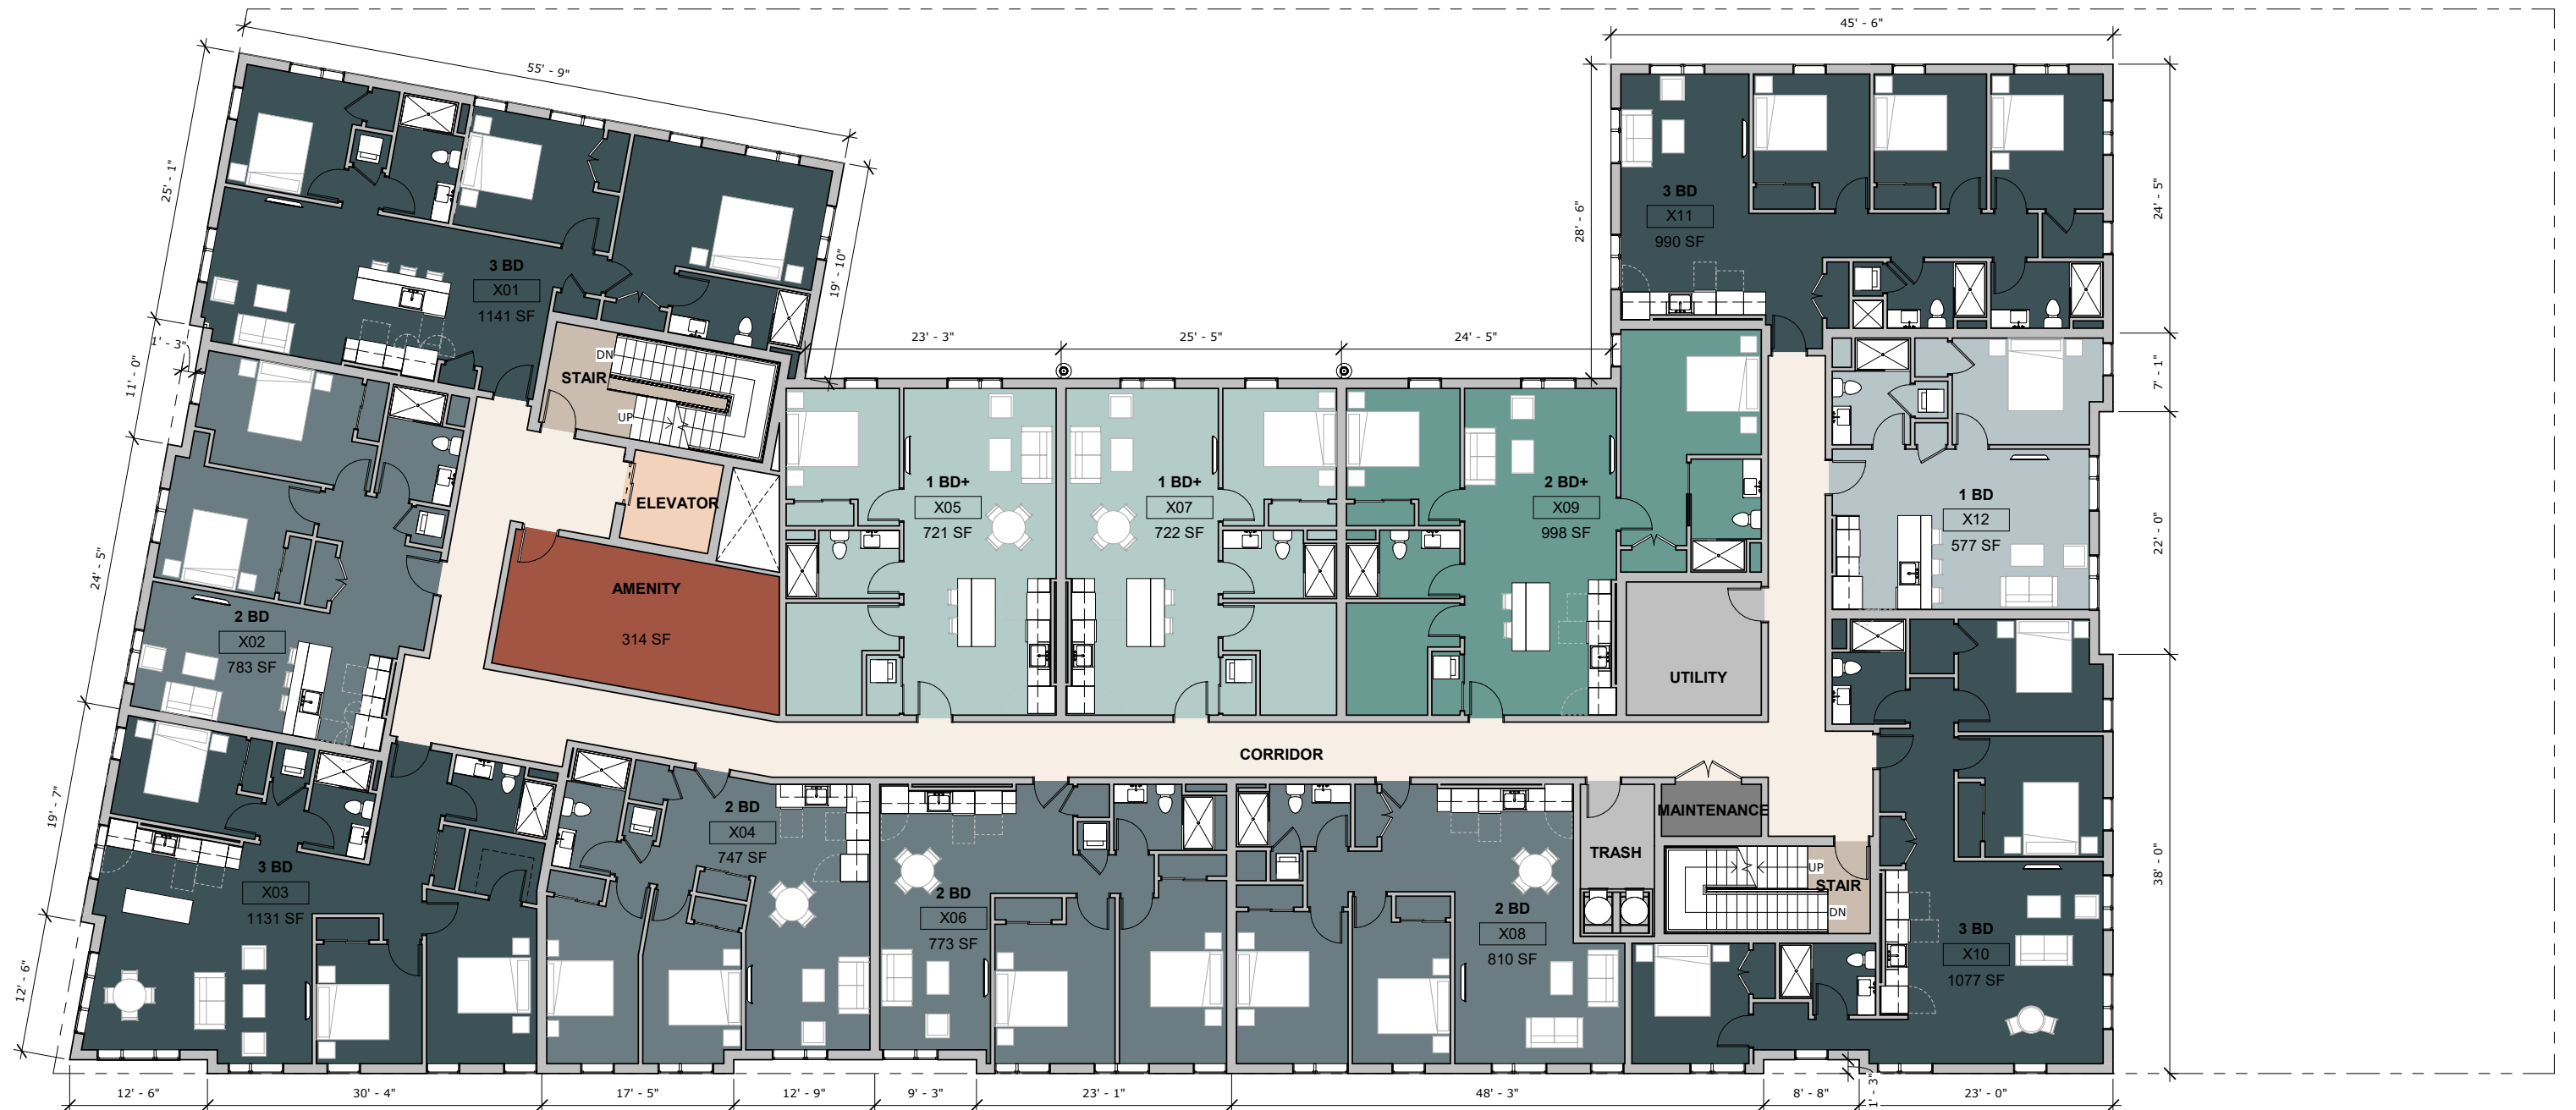 45' - 6"
55' - 9"
25' - 1"
28' - 6"
24' - 5"
3 BD
X11
990 SF
3 BD
X01
1141 SF
19' - 10"
23' - 3"
25' - 5"
24' - 5"
1' - 3"
11' - 0"
7' - 1"
DN
STAIR
UP
ELEVATOR
1 BD+
X05
721 SF
1 BD+
X07
722 SF
2 BD+
X09
998 SF
1 BD
X12
577 SF
22' - 0"
24' - 5"
AMENITY
314 SF
2 BD
X02
783 SF
UTILITY
CORRIDOR
19' - 7"
2 BD
X04
747 SF
MAINTENANCE
TRASH
UP
STAIR
DN
38' - 0"
3 BD
X03
1131 SF
2 BD
X06
773 SF
2 BD
X08
810 SF
3 BD
X10
1077 SF
12' - 6"
12' - 6"
30' - 4"
17' - 5"
12' - 9"
9' - 3"
23' - 1"
48' - 3"
8' - 8"
1' - 3"
23' - 0"